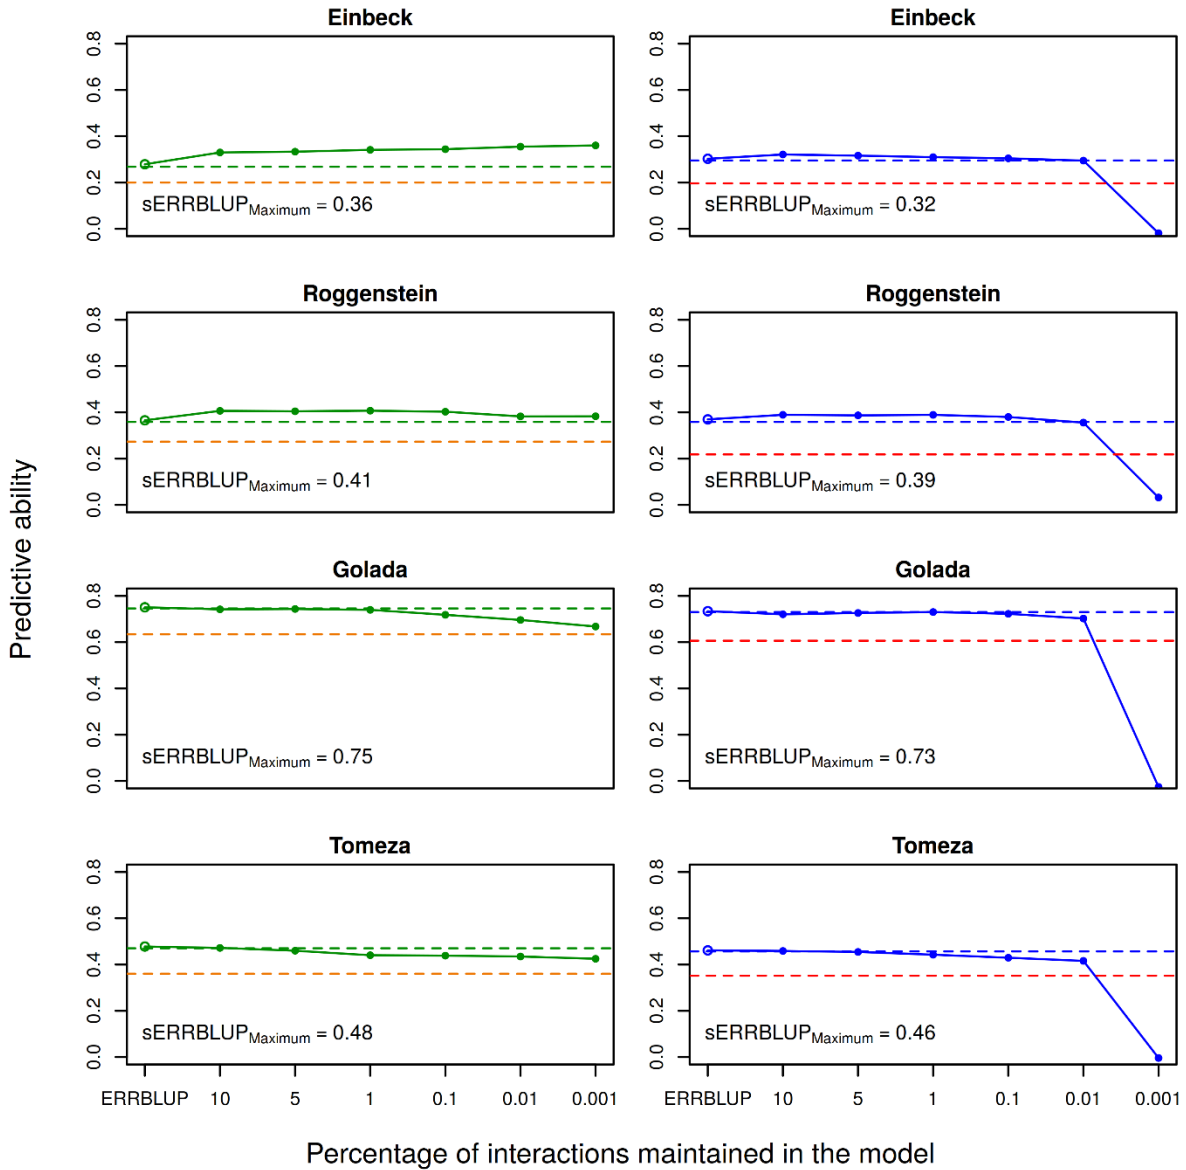 Einbeck
0.8
0.6
0.4
0.2
0.0
sERRBLUPMaximum = 0.36
Einbeck
0.8
0.6
0.4
0.2
0.0
sERRBLUPMaximum = 0.32
Roggenstein
0.8
0.6
0.4
0.2
0.0
sERRBLUPMaximum = 0.41
Roggenstein
0.8
0.6
0.4
0.2
0.0
sERRBLUPMaximum = 0.39
Golada
0.8
0.6
0.4
0.2
0.0
sERRBLUPMaximum = 0.75
Golada
0.8
0.6
0.4
0.2
0.0
sERRBLUPMaximum = 0.73
Tomeza
0.8
0.6
0.4
0.2
0.0
sERRBLUPMaximum = 0.48
Tomeza
0.8
0.6
0.4
0.2
0.0
sERRBLUPMaximum = 0.46
ERRBLUP 10 5 1 0.1 0.01 0.001
ERRBLUP 10 5 1 0.1 0.01 0.001
Predictive ability
Percentage of interactions maintained in the model